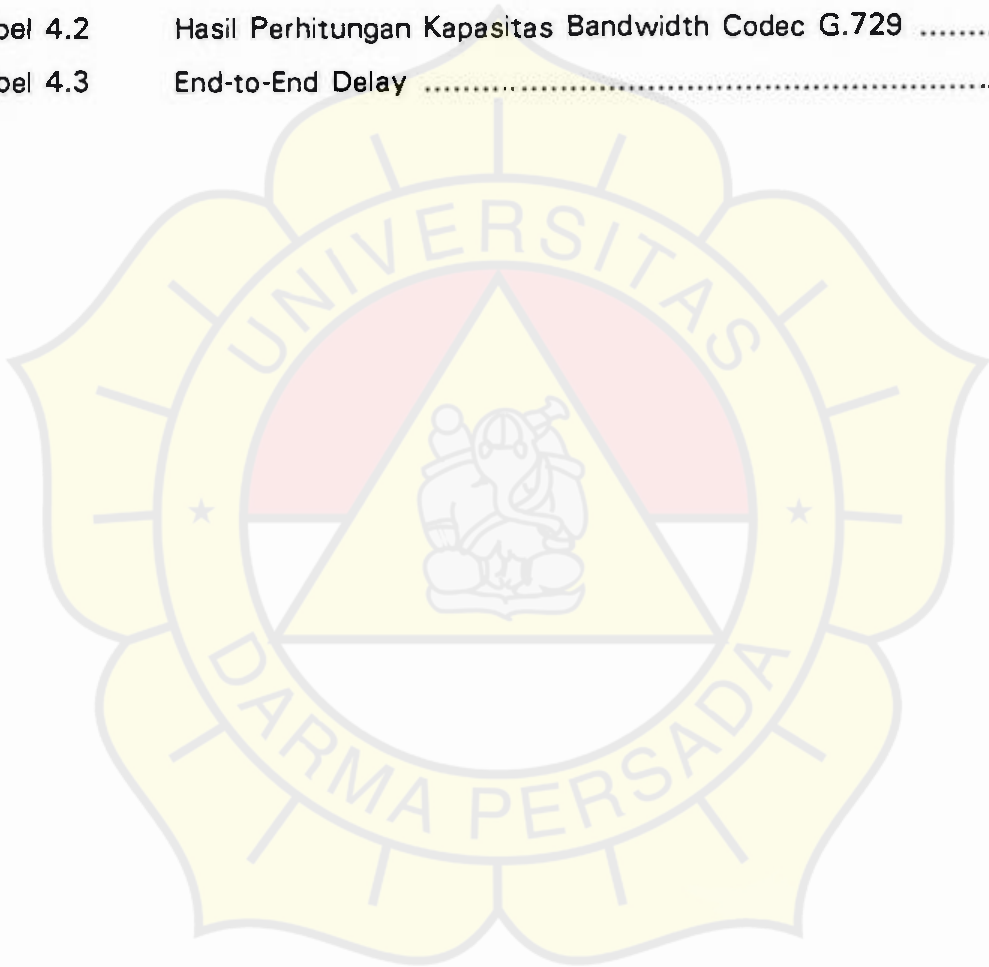 bel 4.2 Hasil Perhitungan Kapasitas Bandwidth Codec G.729 ........
bel 4.3 End-to-End Delay ................................................................
UNIVERSITAS
DARMA PERSADA